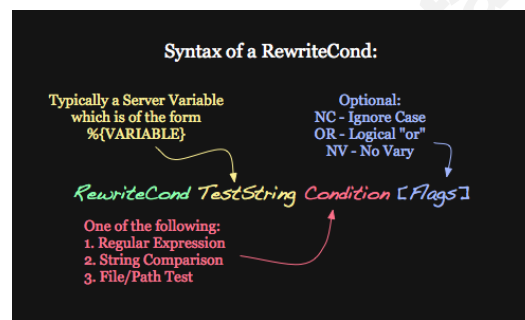 Syntax of a RewriteCond:
Typically a Server Variable
which is of the form
%{VARIABLE}
Optional:
NC - Ignore Case
OR - Logical "or"
NV - No Vary
RewriteCond TestString Condition [Flags]
One of the following:
1. Regular Expression
2. String Comparison
3. File/Path Test